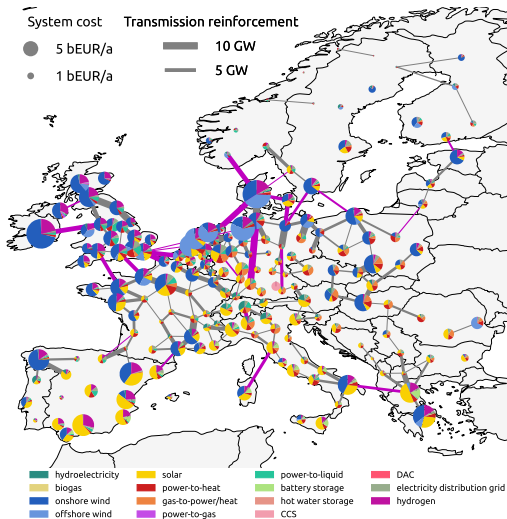 System cost
Transmission reinforcement
5 bEUR/a
10 GW
1 bEUR/a
5 GW
hydroelectricity
solar
power-to-liquid
DAC
biogas
power-to-heat
battery storage
electricity distribution grid
onshore wind
gas-to-power/heat
hot water storage
hydrogen
offshore wind
power-to-gas
CCS